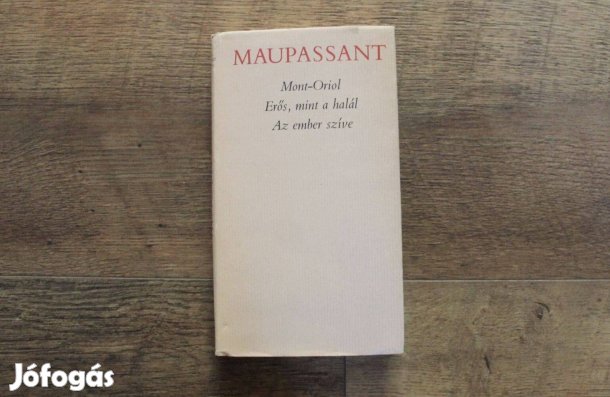 MAUPASSANT
Mont-Oriol
Erős, mint a halál
Az ember szíve
Jófogás